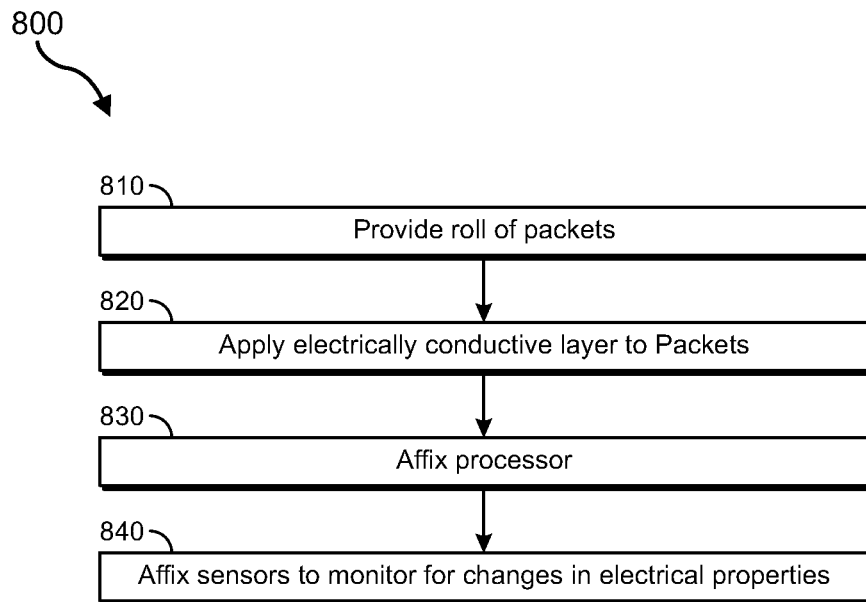 800
810
Provide roll of packets
820
Apply electrically conductive layer to Packets
830
Affix processor
840
Affix sensors to monitor for changes in electrical properties